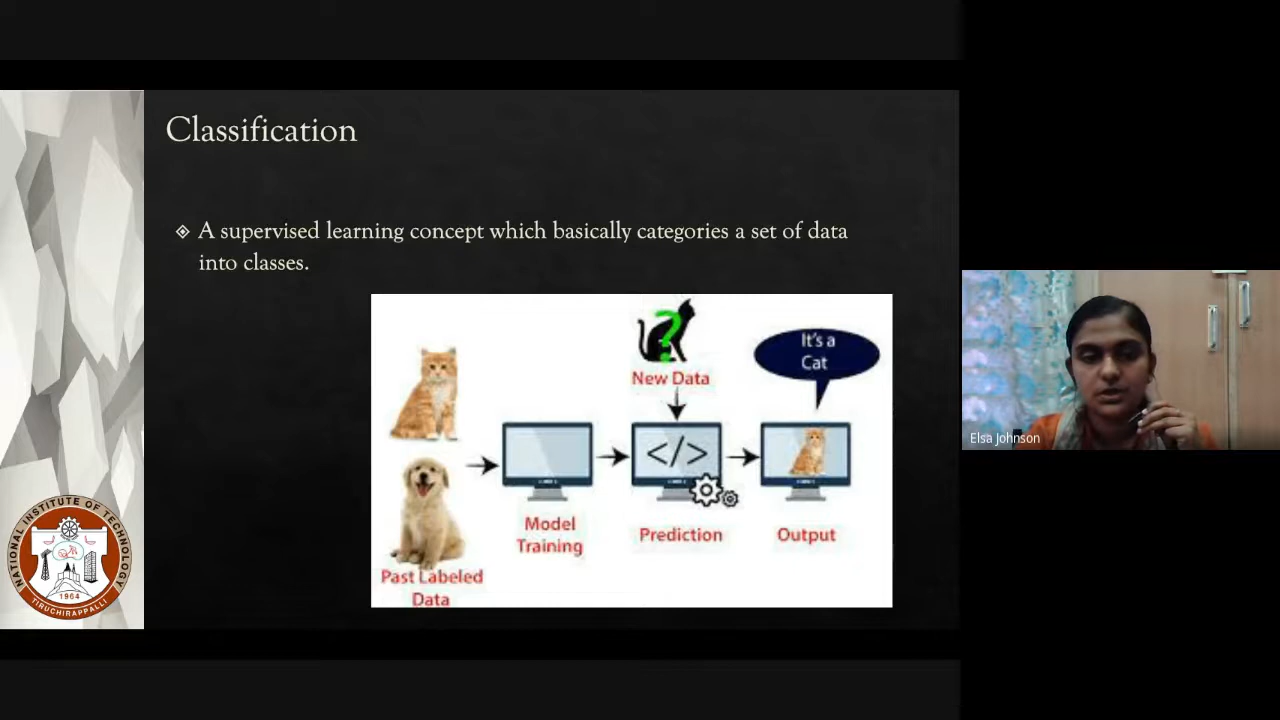 Classification
A supervised learning concept which basically categories a set of data
into classes.
New Data
It's a
Cat
</>
Model
Training
Prediction
Output
Past Labeled
Data
NATIONAL INSTITUTE OF TECHNOLOGY
1964
TIRUCHIRAPPALLI
Elsa Johnson